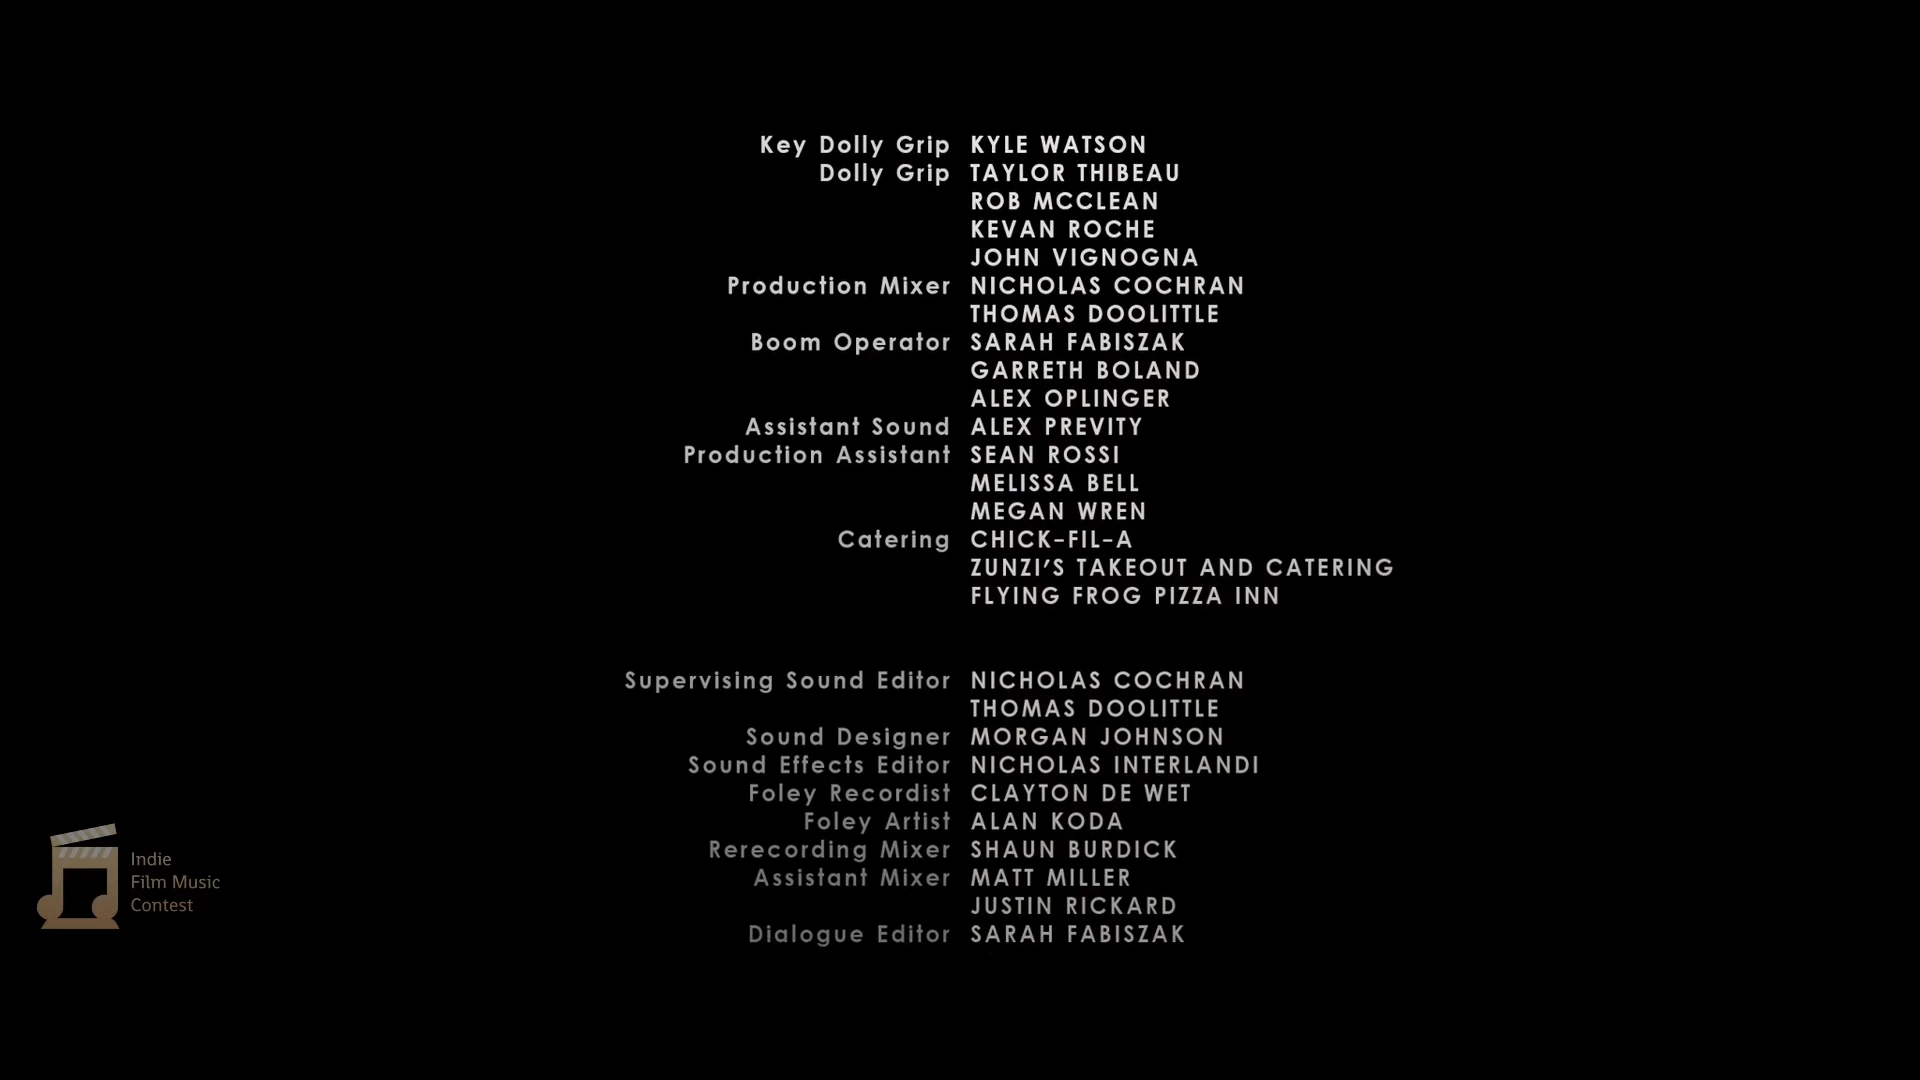 Key Dolly Grip KYLE WATSON
Dolly Grip TAYLOR THIBEAU
ROB MCCLEAN
KEVAN ROCHE
JOHN VIGNOGNA
Production Mixer NICHOLAS COCHRAN
THOMAS DOOLITTLE
Boom Operator SARAH FABISZAK
GARRETH BOLAND
ALEX OPLINGER
Assistant Sound ALEX PREVITY
Production Assistant SEAN ROSSI
MELISSA BELL
MEGAN WREN
Catering CHICK-FIL-A
ZUNZI'S TAKEOUT AND CATERING
FLYING FROG PIZZA INN
Supervising Sound Editor NICHOLAS COCHRAN
THOMAS DOOLITTLE
Sound Designer MORGAN JOHNSON
Sound Effects Editor NICHOLAS INTERLANDI
Foley Recordist CLAYTON DE WET
Foley Artist ALAN KODA
Rerecording Mixer SHAUN BURDICK
Assistant Mixer MATT MILLER
JUSTIN RICKARD
Dialogue Editor SARAH FABISZAK
Indie
Film Music
Contest